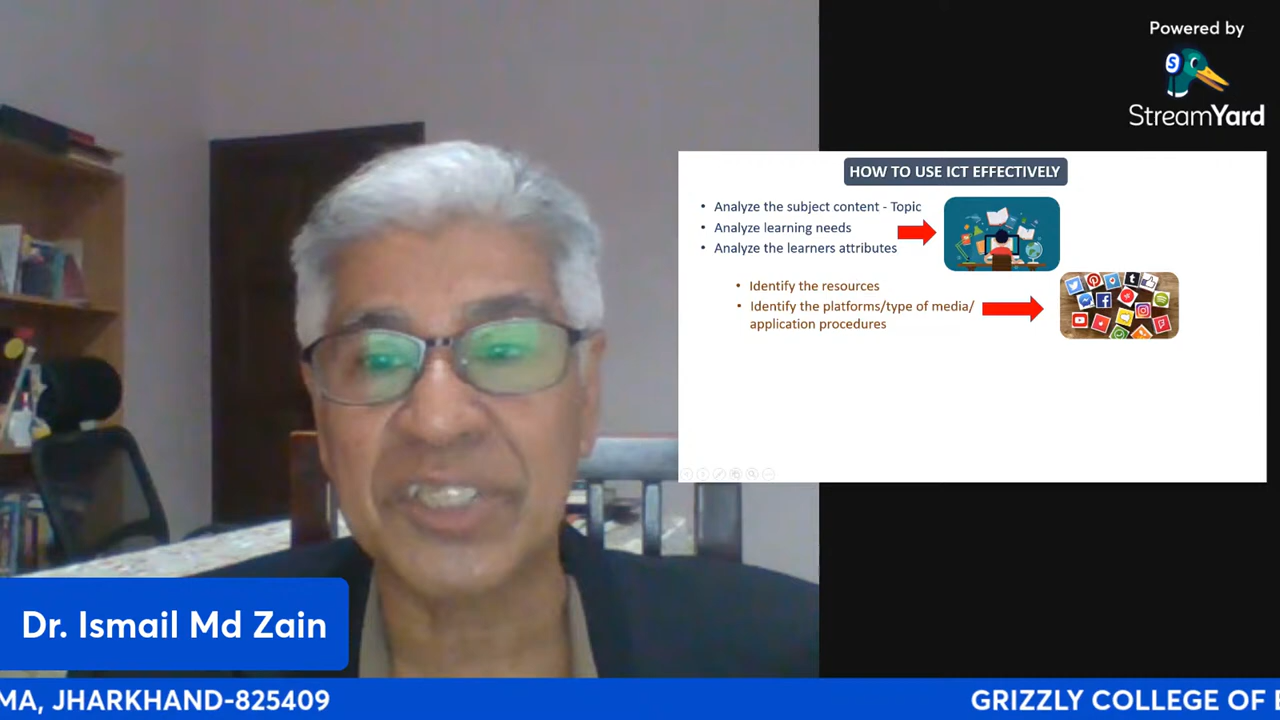 Powered by
StreamYard
HOW TO USE ICT EFFECTIVELY
• Analyze the subject content - Topic
• Analyze learning needs
• Analyze the learners attributes
• Identify the resources
• Identify the platforms/type of media/
application procedures
Dr. Ismail Md Zain
MA, JHARKHAND-825409
GRIZZLY COLLEGE OF